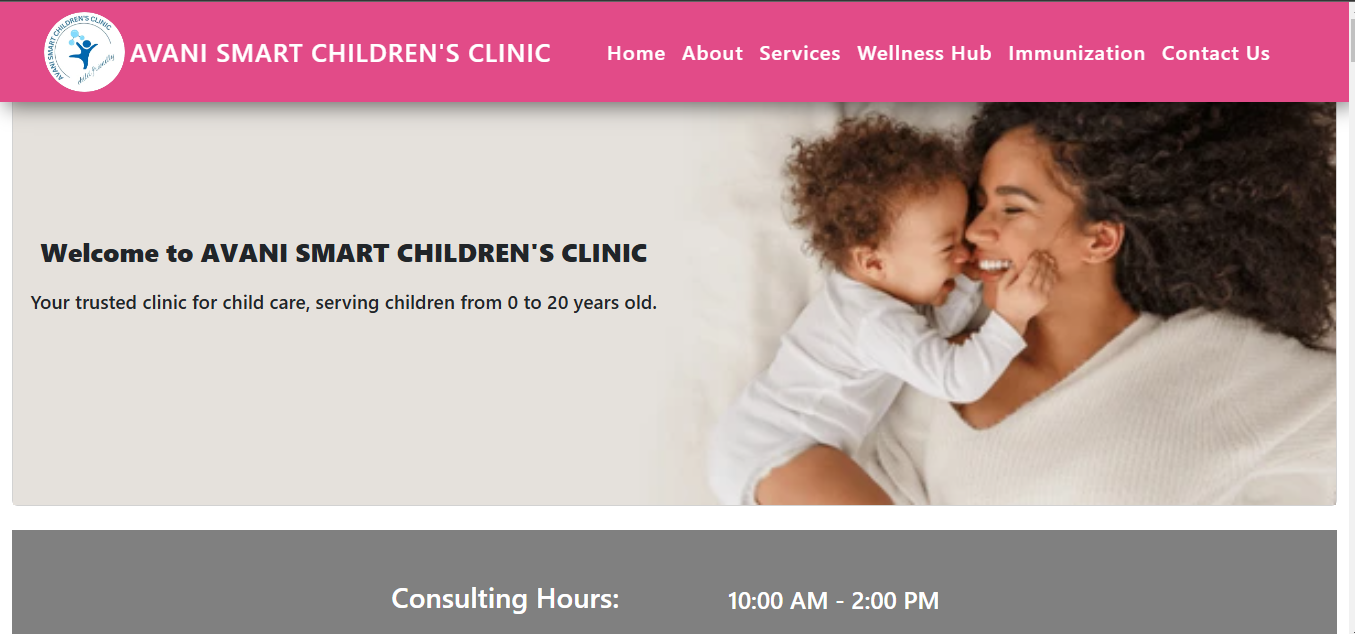 AVANI SMART CHILDREN'S CLINIC
child friendly
AVANI SMART CHILDREN'S CLINIC
Home About Services Wellness Hub Immunization Contact Us
Welcome to AVANI SMART CHILDREN'S CLINIC
Your trusted clinic for child care, serving children from 0 to 20 years old.
Consulting Hours: 10:00 AM - 2:00 PM